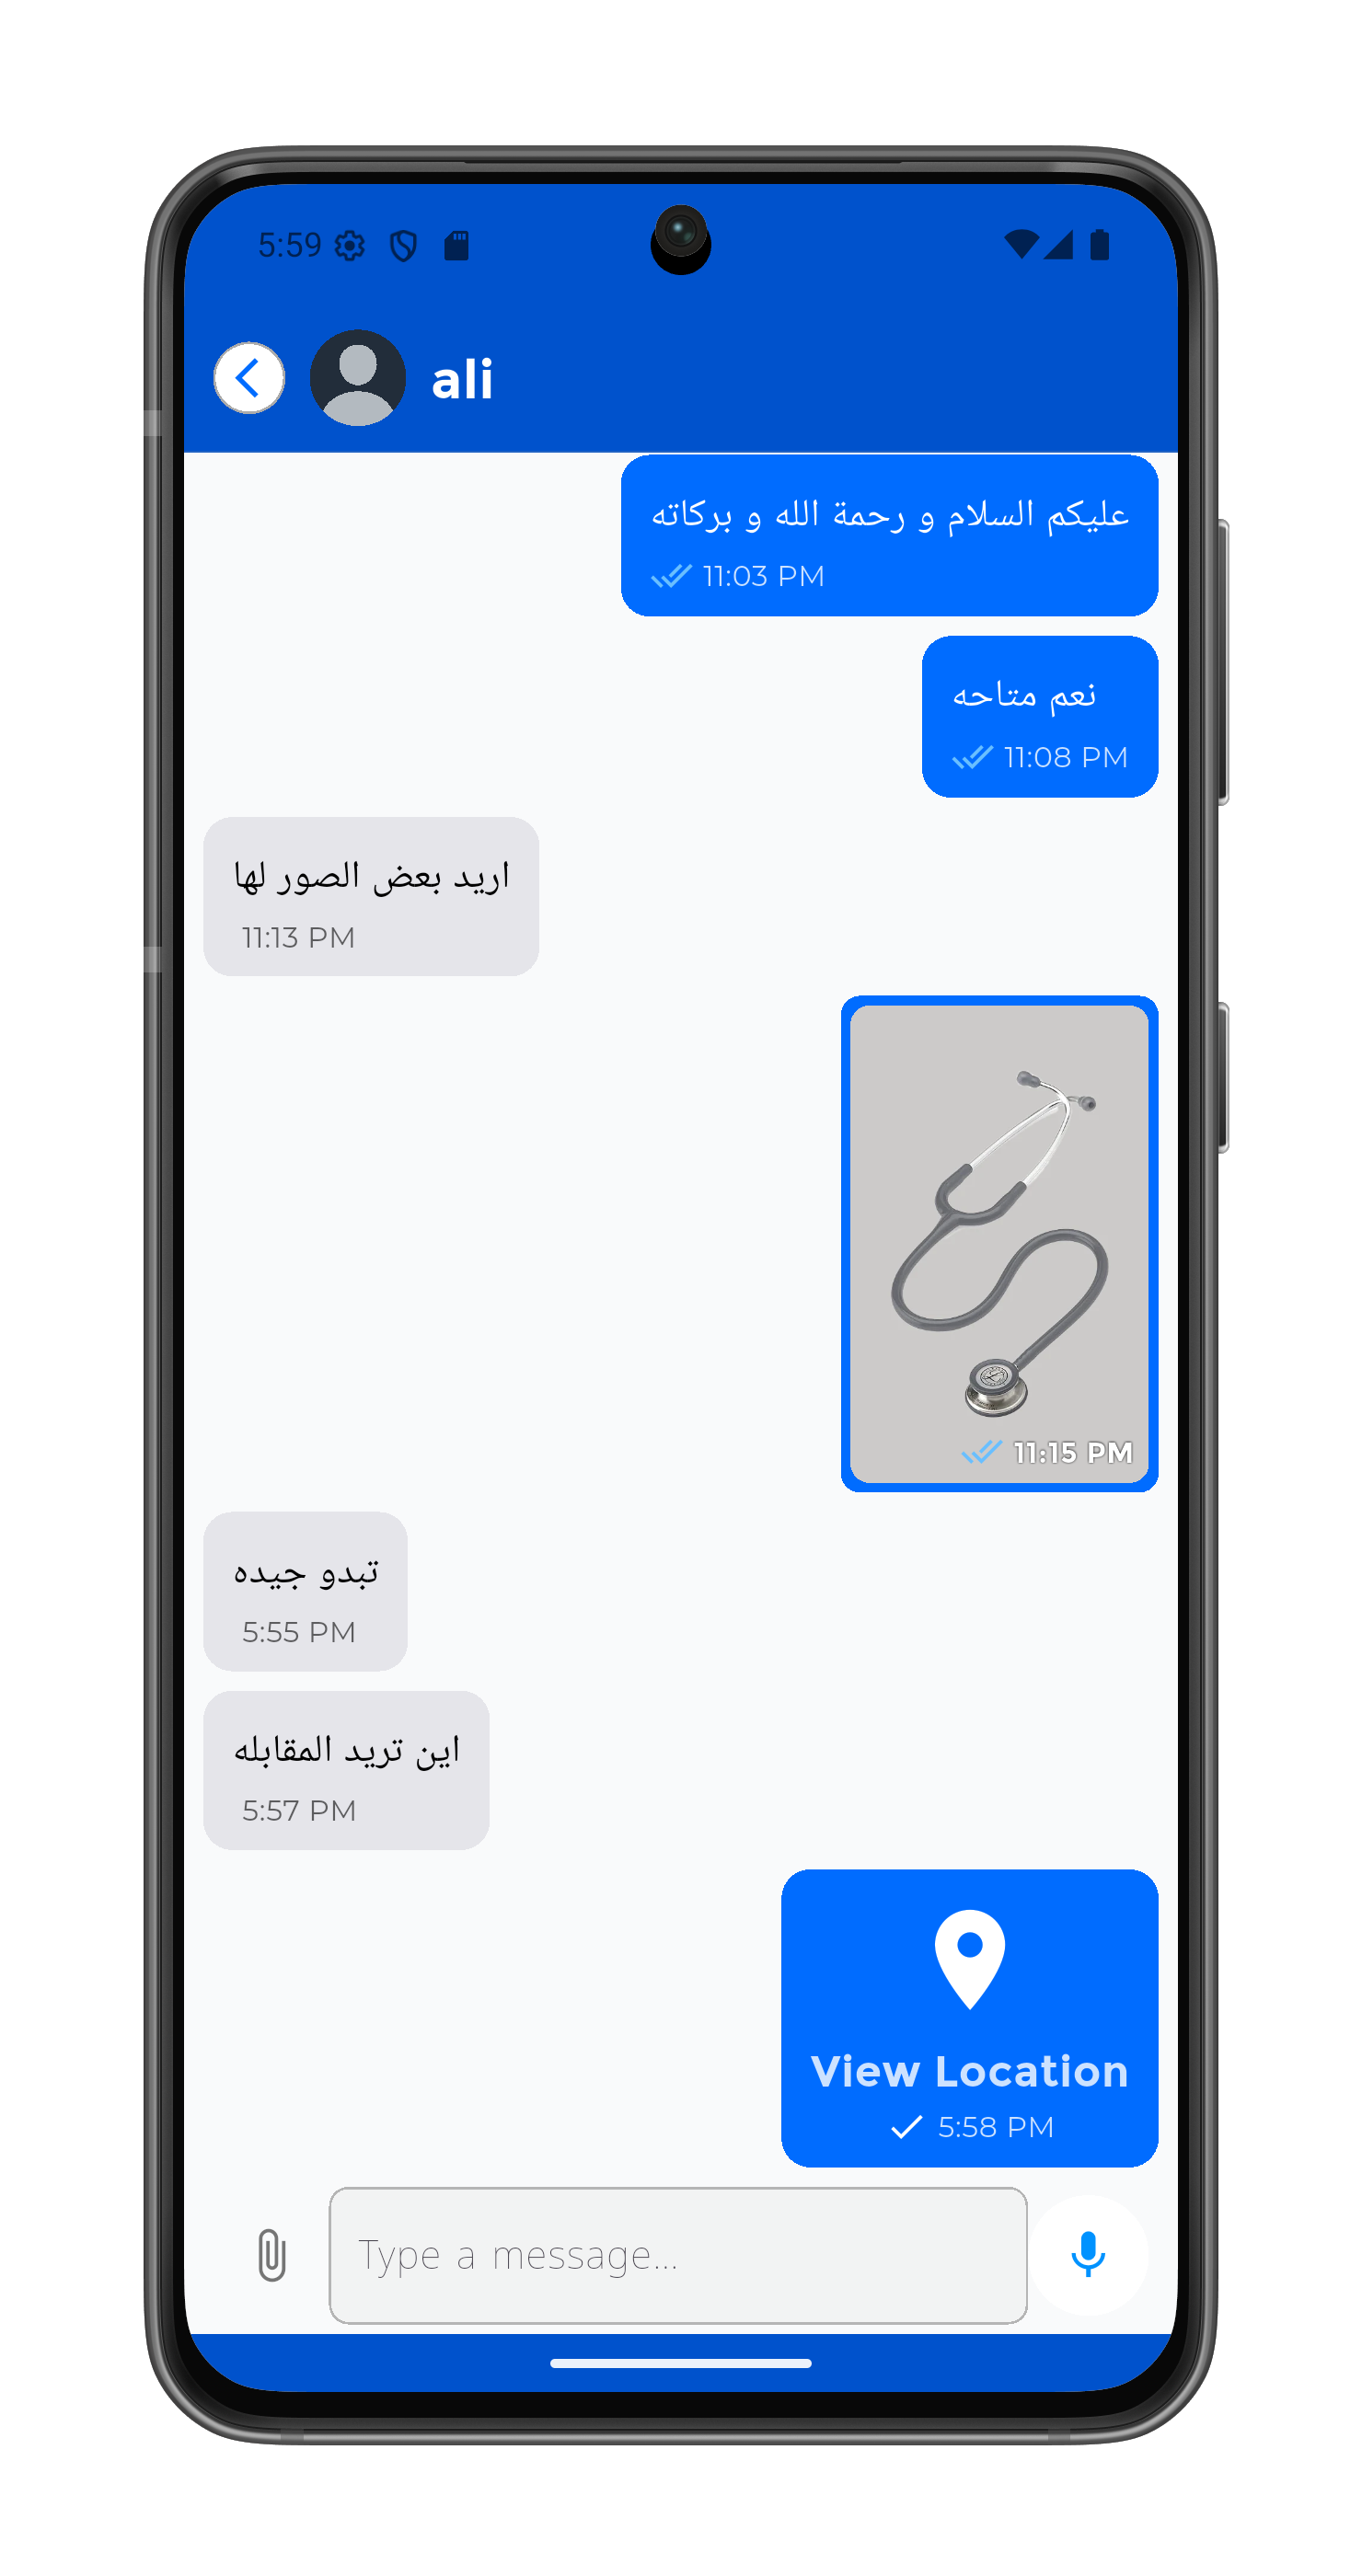 5:59
ali
عليكم السلام و رحمة الله و بركاته
11:03 PM
نعم متاحه
11:08 PM
اريد بعض الصور لها
11:13 PM
11:15 PM
تبدو جيده
5:55 PM
اين تريد المقابله
5:57 PM
View Location
5:58 PM
Type a message...